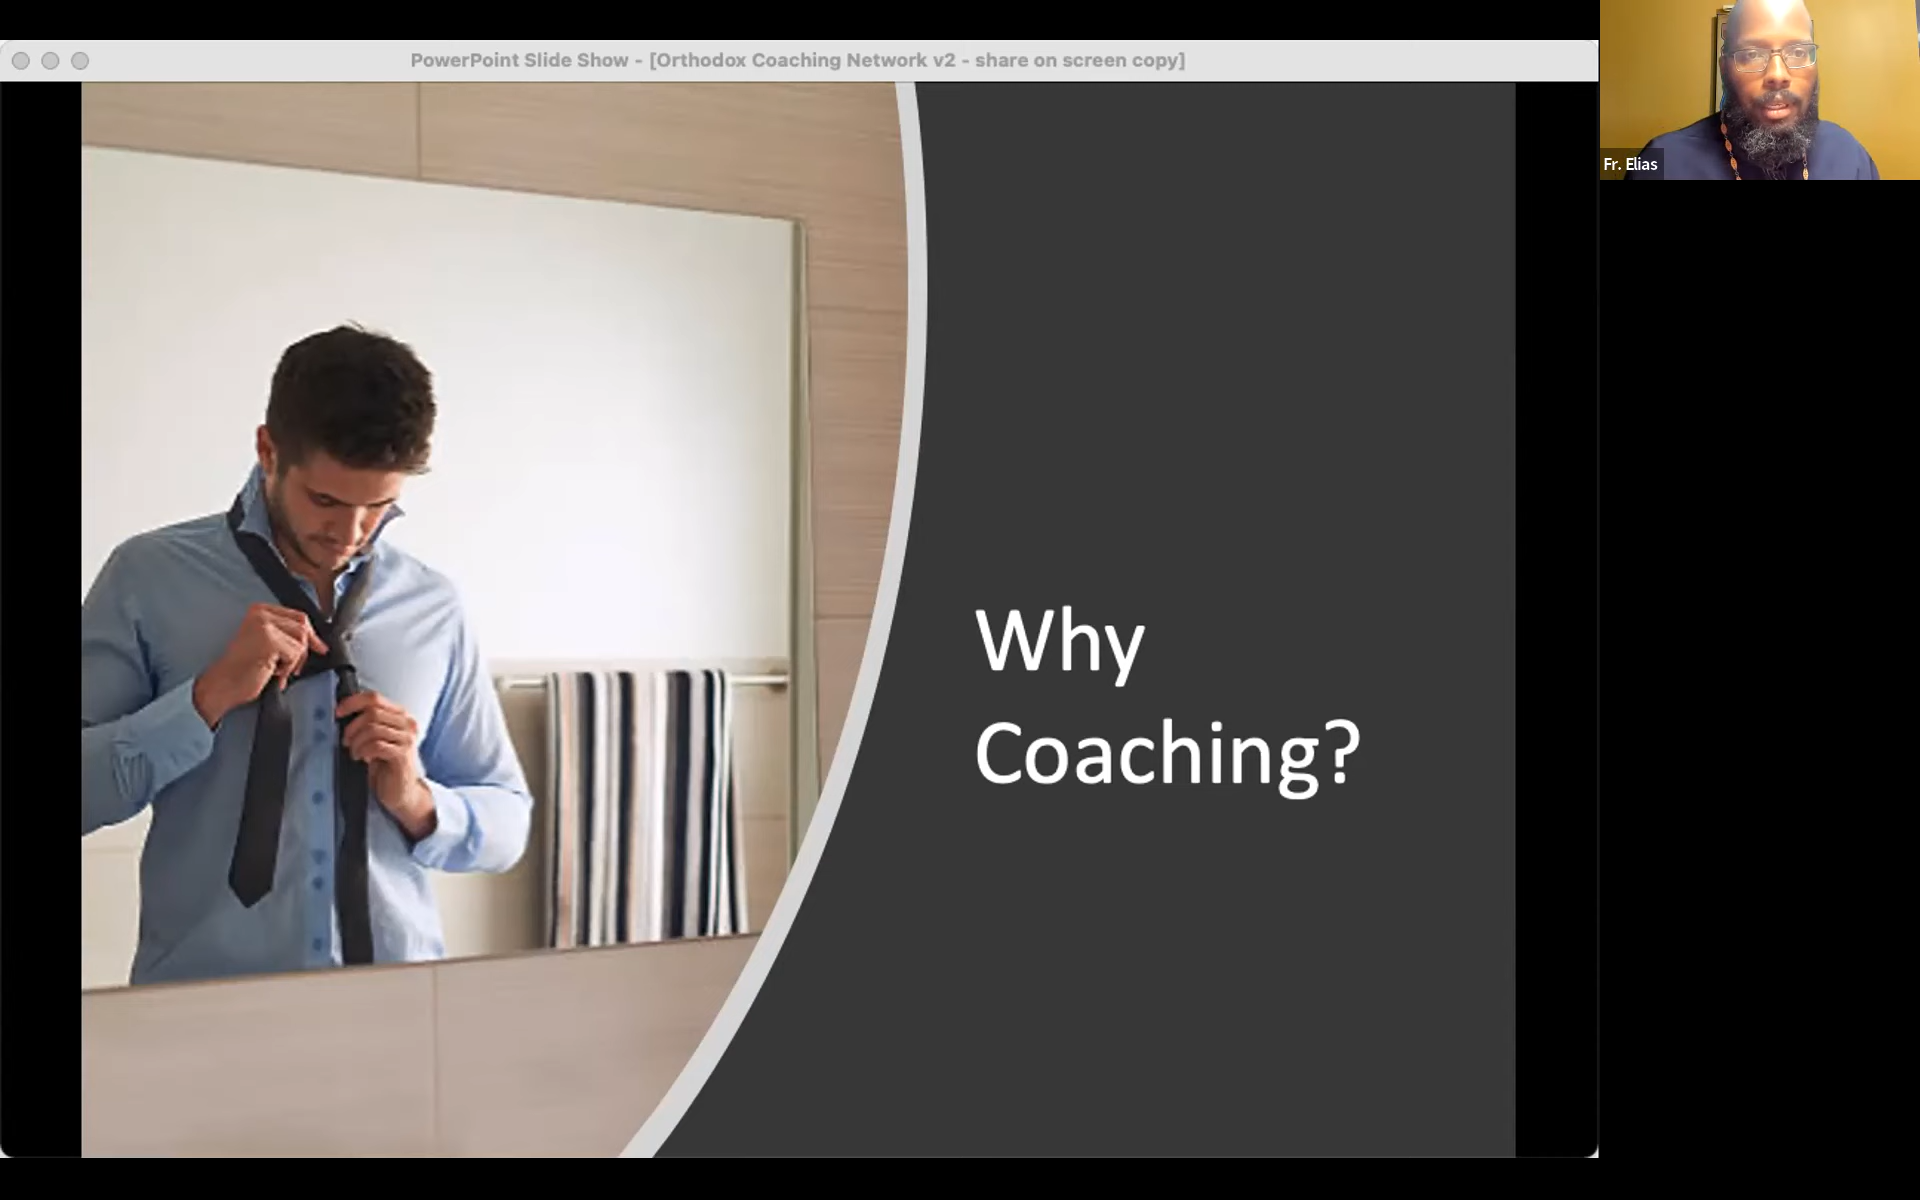 PowerPoint Slide Show - [Orthodox Coaching Network v2 - share on screen copy]
Fr. Elias
Why
Coaching?